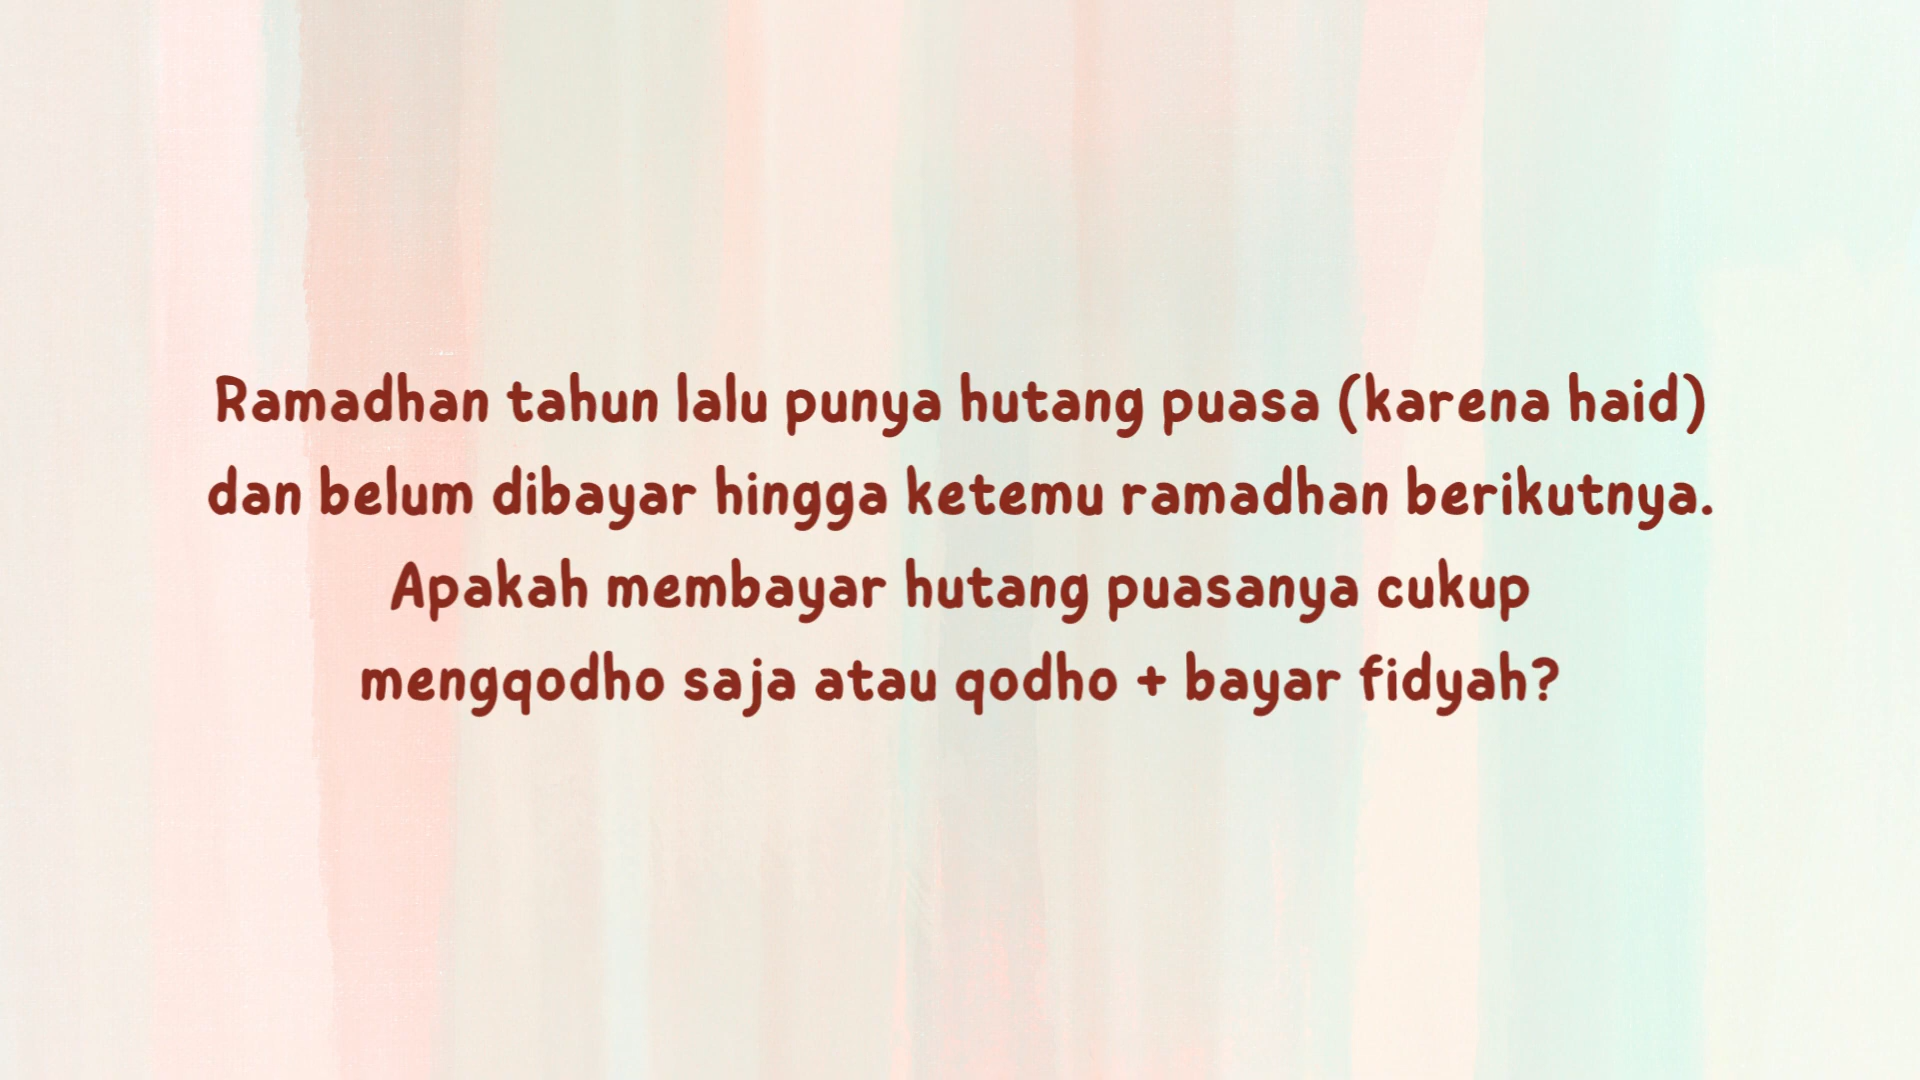 Ramadhan tahun lalu punya hutang puasa (karena haid)
dan belum dibayar hingga ketemu ramadhan berikutnya.
Apakah membayar hutang puasanya cukup
mengqodho saja atau qodho + bayar fidyah?